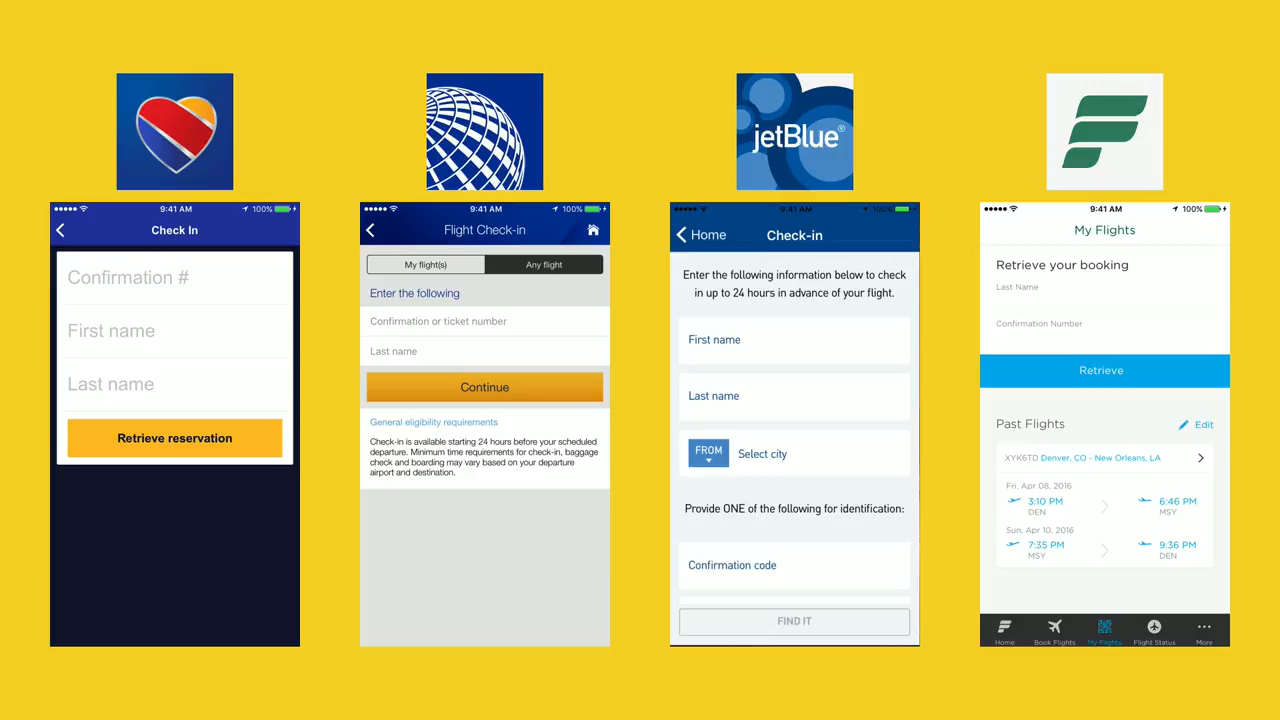 jetBlue®
9:41 AM
100%
Check In
Confirmation #
First name
Last name
Retrieve reservation
9:41 AM
100%
Flight Check-in
My flight(s)
Any flight
Enter the following
Confirmation or ticket number
Last name
Continue
General eligibility requirements
Check-in is available starting 24 hours before your scheduled
departure. Minimum time requirements for check-in, baggage
check and boarding may vary based on your departure
airport and destination.
9:41 AM
100%
Home
Check-in
Enter the following information below to check
in up to 24 hours in advance of your flight.
First name
Last name
FROM
Select city
Provide ONE of the following for identification:
Confirmation code
FIND IT
9:41 AM
100%
My Flights
Retrieve your booking
Last Name
Confirmation Number
Retrieve
Past Flights
Edit
XYK6TD Denver, CO - New Orleans, LA
Fri, Apr 08, 2016
3:10 PM
6:46 PM
DEN
MSY
Sun, Apr 10, 2016
7:35 PM
9:36 PM
MSY
DEN
Home
Book Flights
My Flights
Flight Status
More